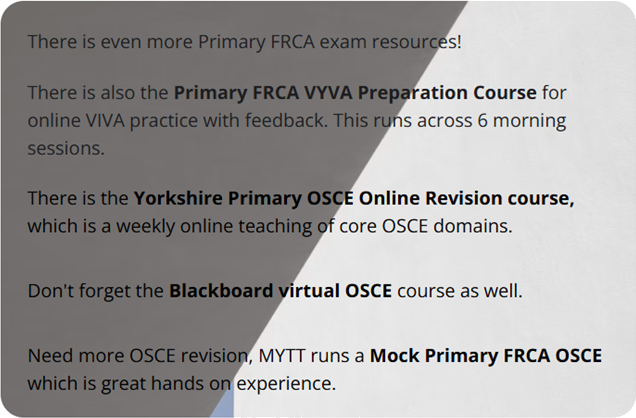 There is even more Primary FRCA exam resources!
There is also the Primary FRCA VYVA Preparation Course for
online VIVA practice with feedback. This runs across 6 morning
sessions.
There is the Yorkshire Primary OSCE Online Revision course,
which is a weekly online teaching of core OSCE domains.
Don't forget the Blackboard virtual OSCE course as well.
Need more OSCE revision, MYTT runs a Mock Primary FRCA OSCE
which is great hands on experience.